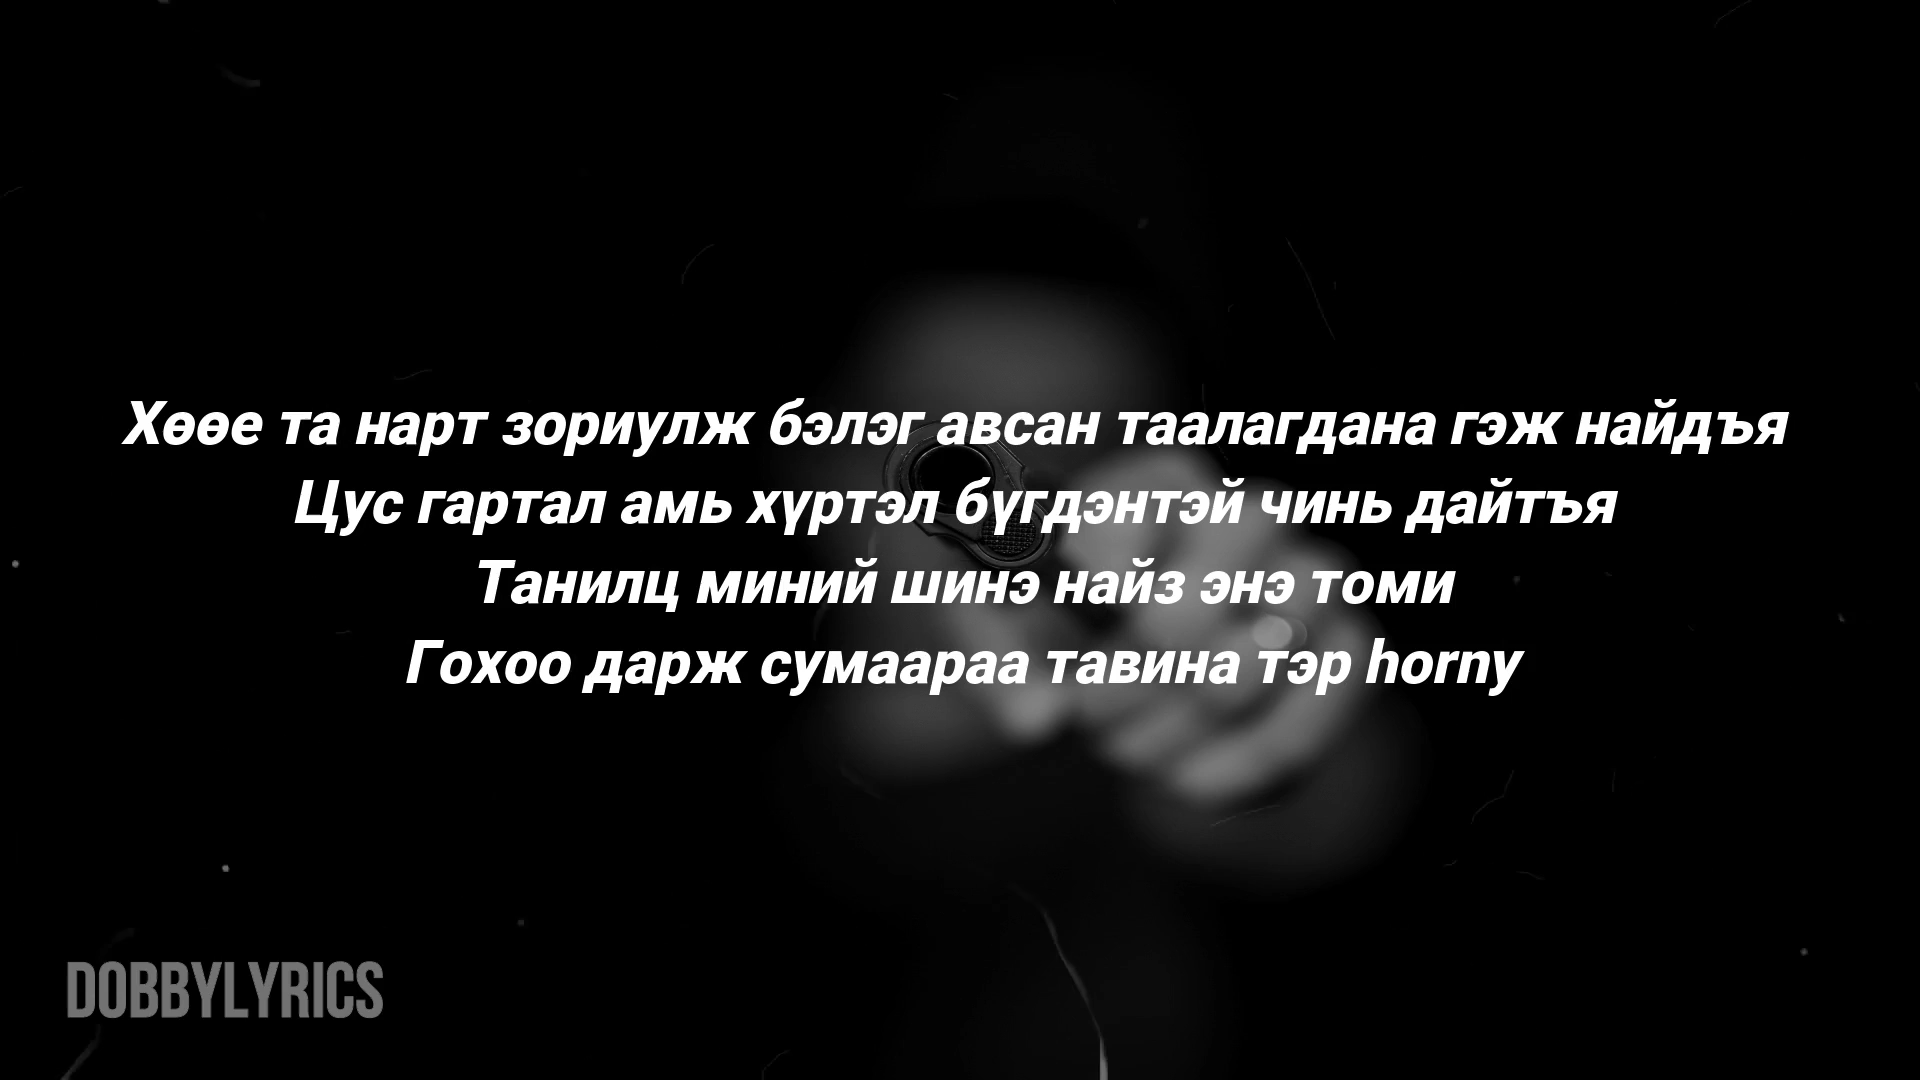 Хөөе та нарт зориулж бэлэг авсан таалагдана гэж найдъя
Цус гартал амь хүртэл бүгдэнтэй чинь дайтъя
Танилц миний шинэ найз энэ томи
Гохоо дарж сумаараа тавина тэр horny
DOBBYLYRICS